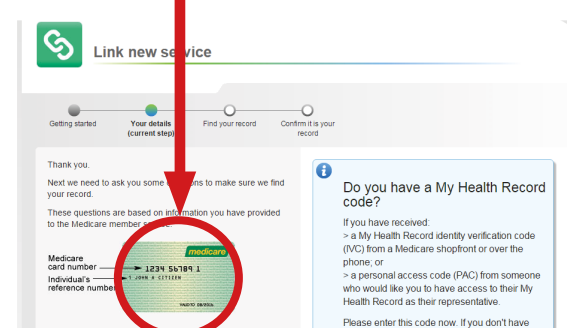 Link new service
Getting started
Your details
(current step)
Find your record
Confirm it is your
record
Thank you.
Next we need to ask you some questions to make sure we find
your record.
These questions are based on information you have provided
to the Medicare member
medicare
Medicare
card number
1234 56789 1
Individual's
reference number
1 JOHN A CITIZEN
VALID TO
Do you have a My Health Record
code?
If you have received:
> a My Health Record identity verification code
(IVC) from a Medicare shopfront or over the
phone; or
> a personal access code (PAC) from someone
who would like you to have access to their My
Health Record as their representative.
Please enter this code now. If you don't have